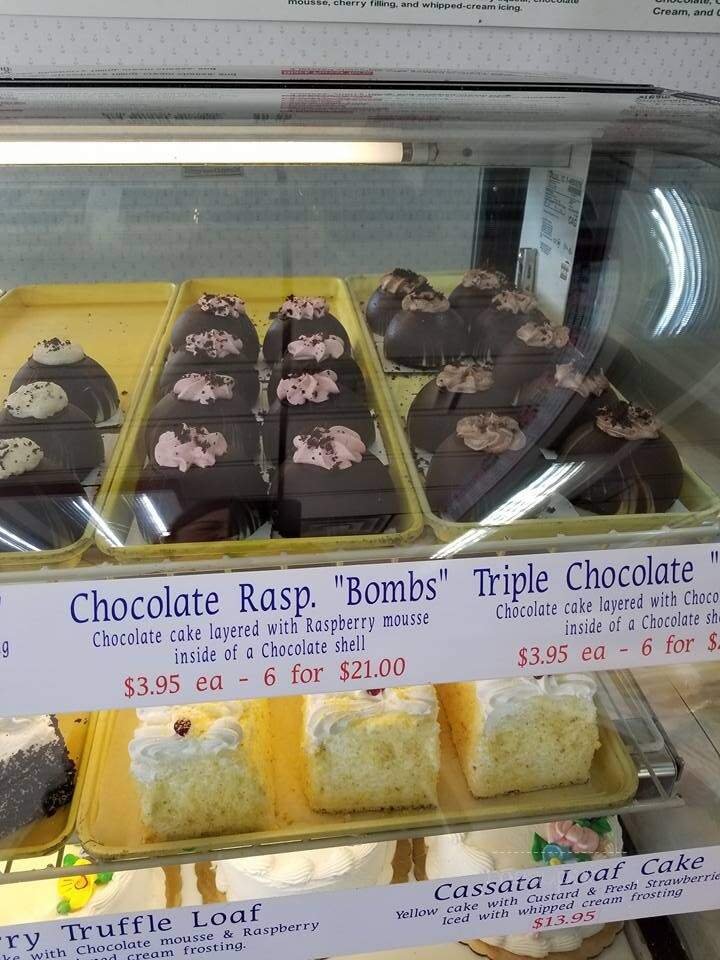 mousse, cherry filling, and whipped-cream icing.
chocolate
Cream, and
Chocolate Rasp. "Bombs"
Chocolate cake layered with Raspberry mousse
inside of a Chocolate shell
$3.95 ea - 6 for $21.00
Triple Chocolate "
Chocolate cake layered with Choco
inside of a Chocolate sh
$3.95 ea - 6 for $
ry Truffle Loaf
ke with Chocolate mousse & Raspberry
cream frosting.
Cassata Loaf Cake
Yellow cake with Custard & Fresh Strawberrie
Iced with whipped cream frosting
$13.95